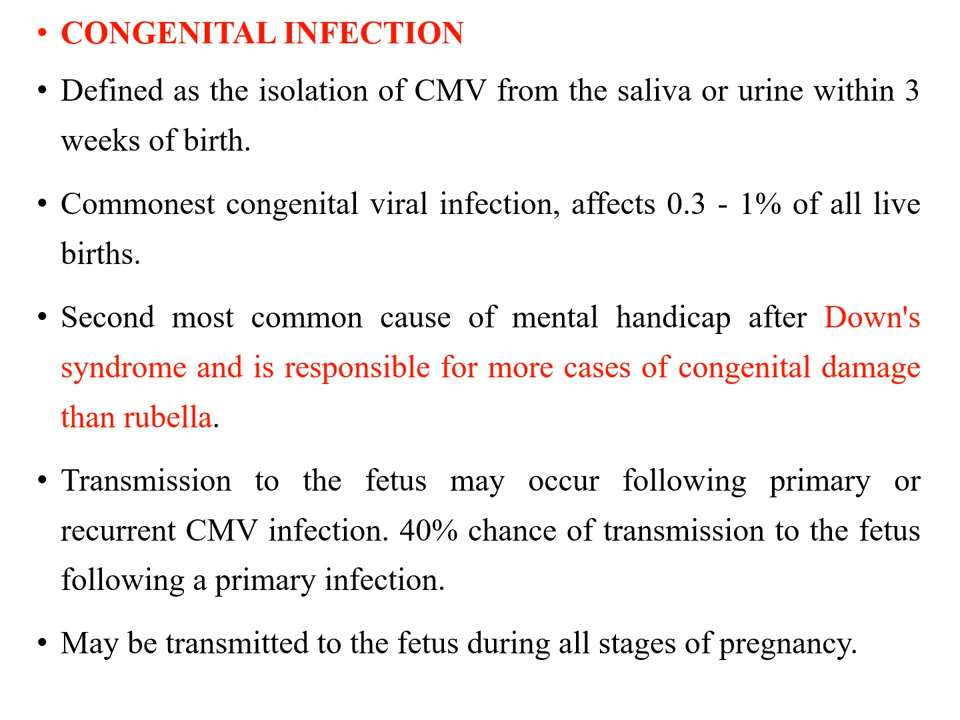 • CONGENITAL INFECTION
• Defined as the isolation of CMV from the saliva or urine within 3
weeks of birth.
• Commonest congenital viral infection, affects 0.3 - 1% of all live
births.
• Second most common cause of mental handicap after Down's
syndrome and is responsible for more cases of congenital damage
than rubella.
• Transmission to the fetus may occur following primary or
recurrent CMV infection. 40% chance of transmission to the fetus
following a primary infection.
• May be transmitted to the fetus during all stages of pregnancy.